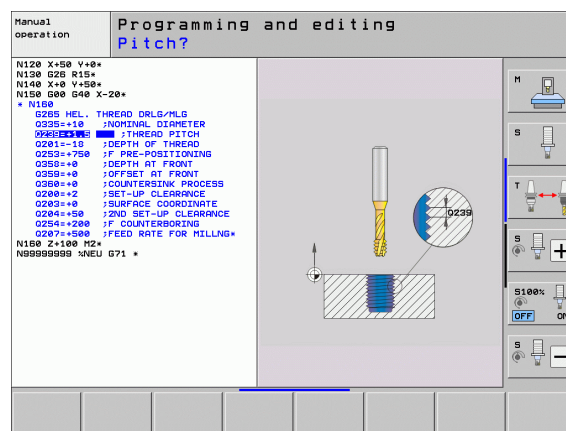 Manual
operation
Programming and editing
Pitch?
N120 X+50 Y+0*
N130 G26 R15*
N140 X+0 Y+50*
N150 G00 G40 X-20*
* N160
G265 HEL. THREAD DRLG/MLG
Q335=+10 ;NOMINAL DIAMETER
Q239=+1.5 ;THREAD PITCH
Q201=-18 ;DEPTH OF THREAD
Q253=+750 ;F PRE-POSITIONING
Q358=+0 ;DEPTH AT FRONT
Q359=+0 ;OFFSET AT FRONT
Q360=+0 ;COUNTERSINK PROCESS
Q200=+2 ;SET-UP CLEARANCE
Q203=+0 ;SURFACE COORDINATE
Q204=+50 ;2ND SET-UP CLEARANCE
Q254=+200 ;F COUNTERBORING
Q207=+500 ;FEED RATE FOR MILLNG*
N160 Z+100 M2*
N99999999 %NEU G71 *
Q239
M
S
T
S
+
S100%
OFF ON
S
−